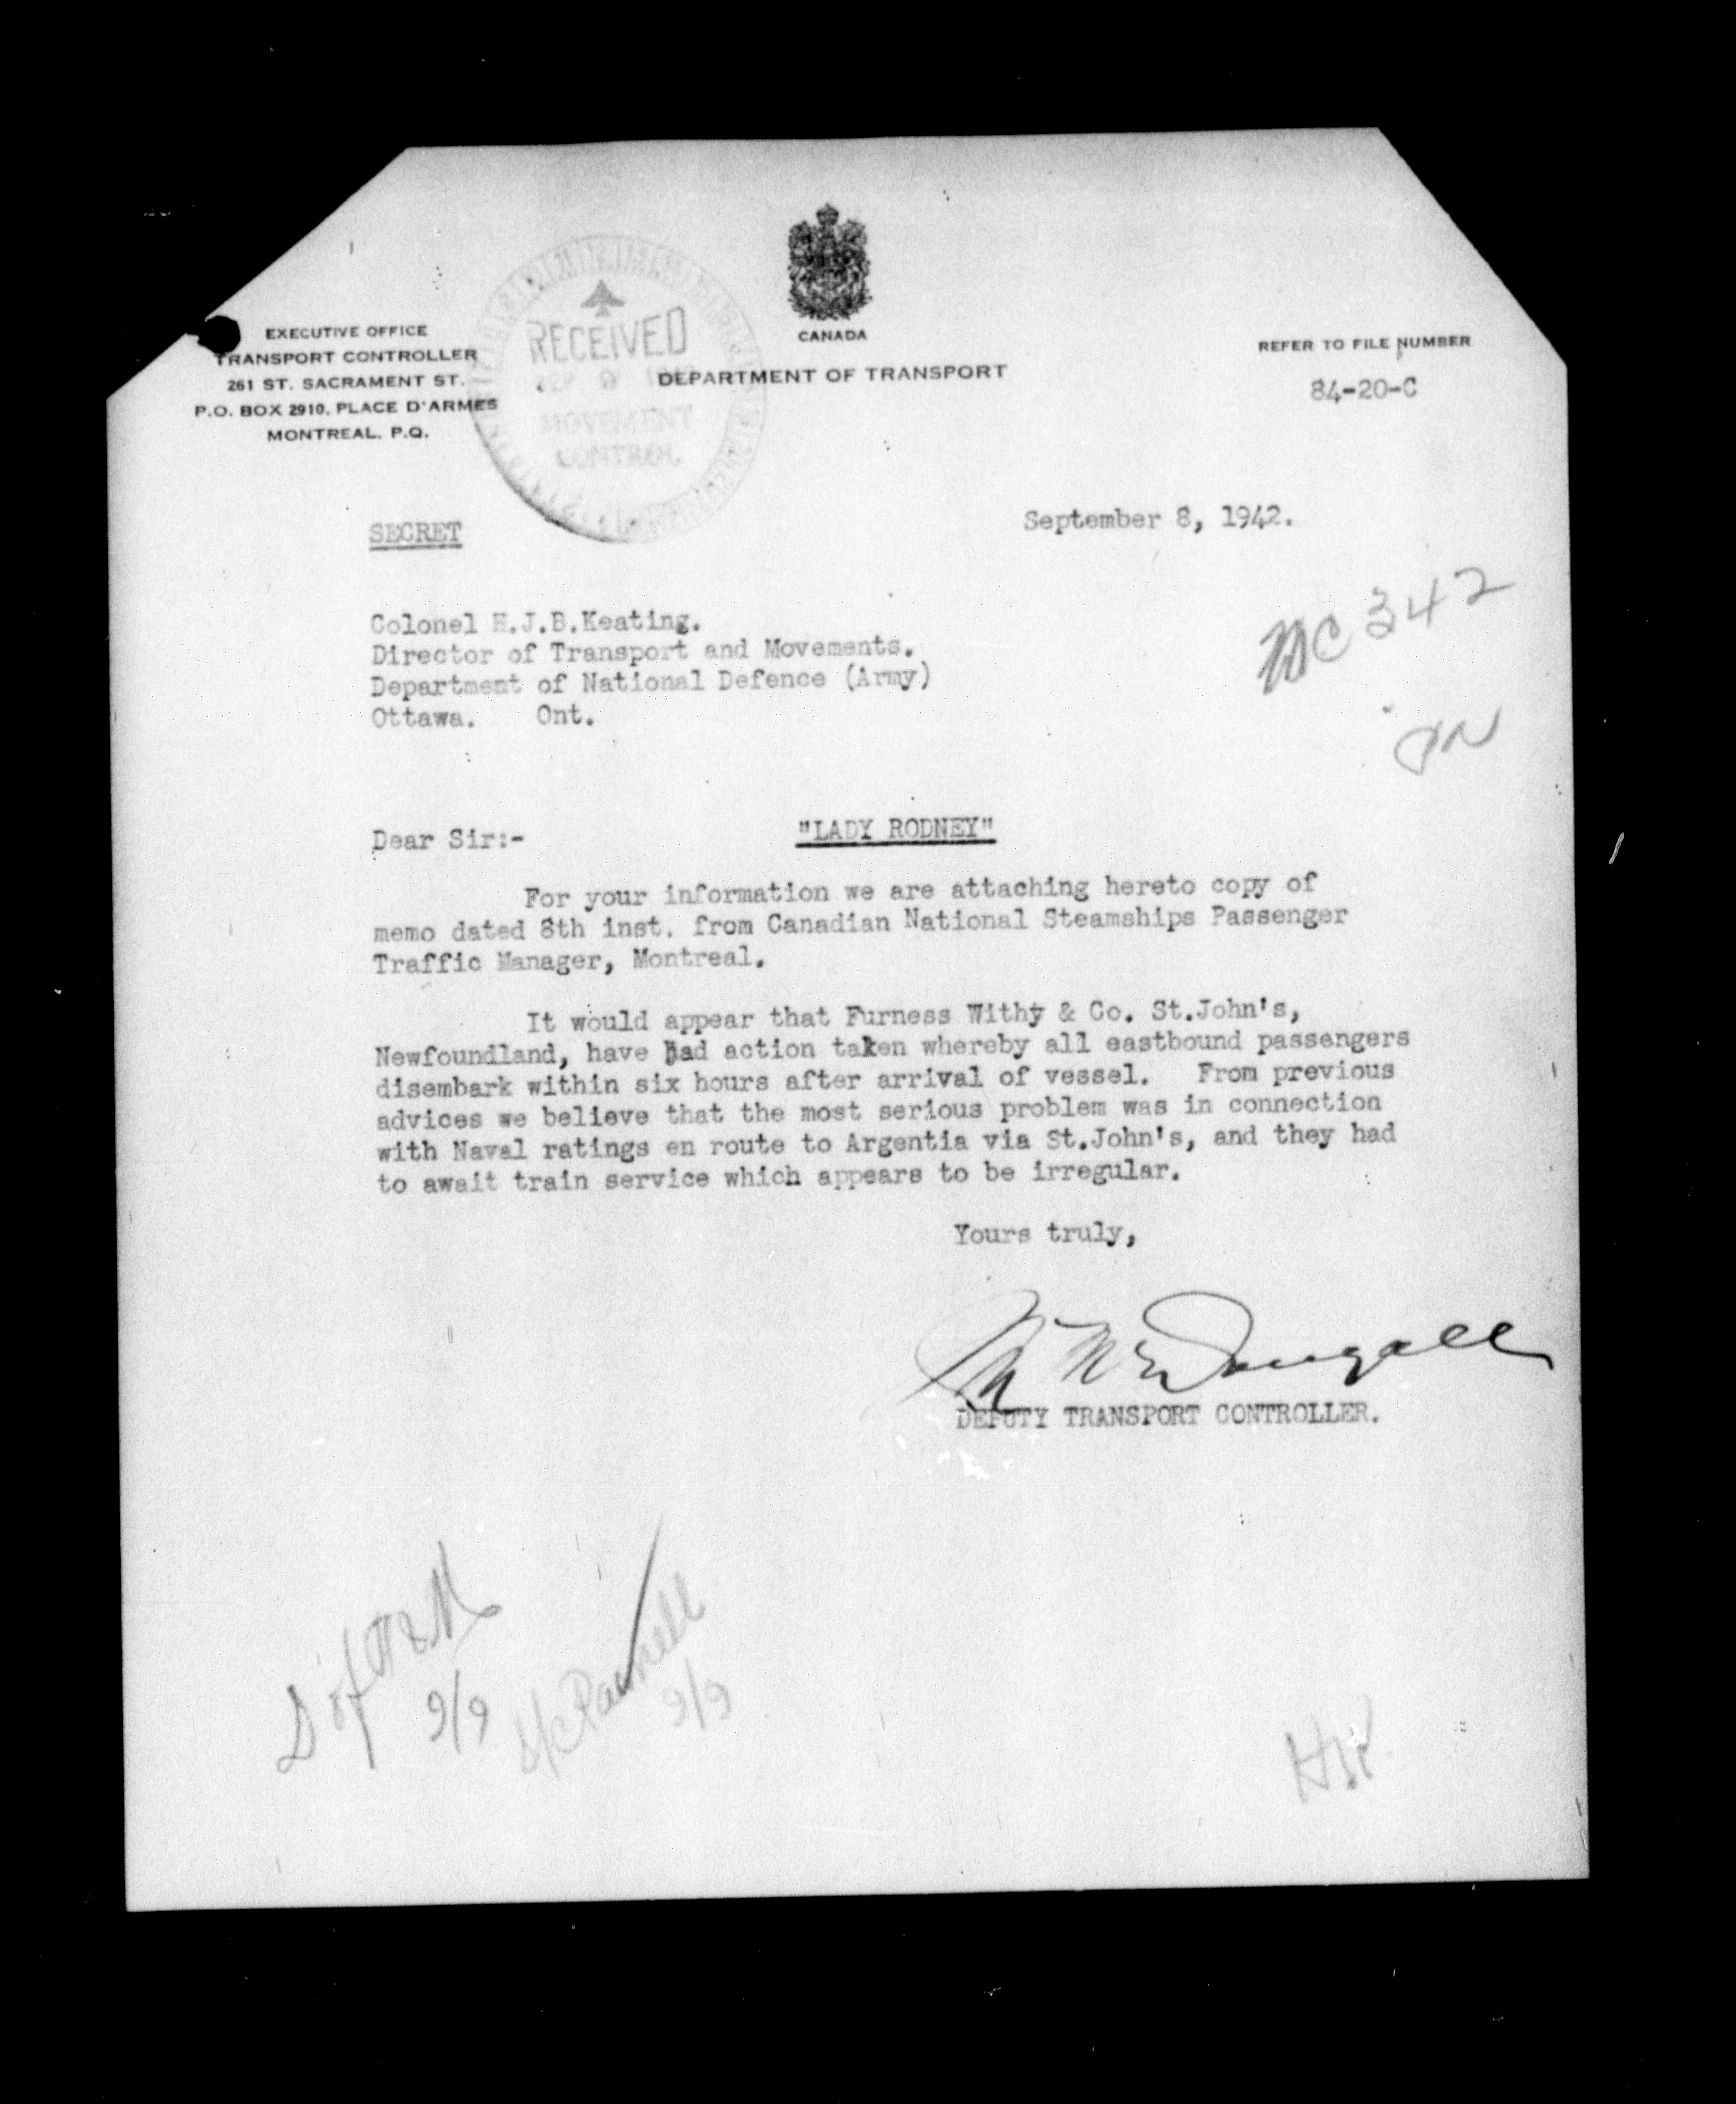 EXECUTIVE OFFICE
TRANSPORT CONTROLLER
261 ST. SACRAMENT ST.
P.O. BOX 2910, PLACE D'ARMES
MONTREAL, P.Q.
RECEIVED
SEP 9
MOVEMENT
CONTROL
CANADA
DEPARTMENT OF TRANSPORT
REFER TO FILE NUMBER
84-20-C
SECRET
September 8, 1942.
MC 342
Colonel H.J.B.Keating.
Director of Transport and Movements.
Department of National Defence (Army)
Ottawa. Ont.
Dear Sir:-
"LADY RODNEY"
For your information we are attaching hereto copy of
memo dated 8th inst. from Canadian National Steamships Passenger
Traffic Manager, Montreal.
It would appear that Furness Withy & Co. St.John's,
Newfoundland, have had action taken whereby all eastbound passengers
disembark within six hours after arrival of vessel. From previous
advices we believe that the most serious problem was in connection
with Naval ratings en route to Argentia via St.John's, and they had
to await train service which appears to be irregular.
Yours truly,
McDougall
DEPUTY TRANSPORT CONTROLLER.
D of T & M
9/9
9/9